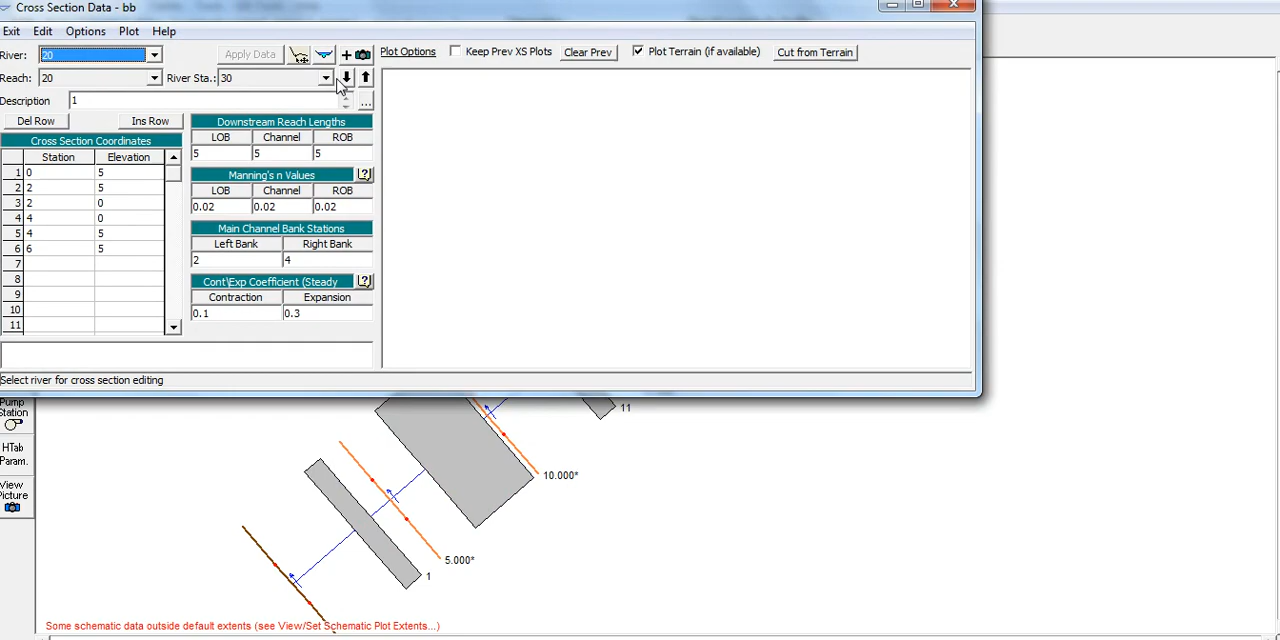 Cross Section Data - bb
Exit Edit Options Plot Help
River: 20 Apply Data Plot Options Keep Prev XS Plots Clear Prev Plot Terrain (if available) Cut from Terrain
Reach: 20 River Sta.: 30
Description 1 ...
Del Row Ins Row Downstream Reach Lengths
Cross Section Coordinates LOB Channel ROB
Station Elevation 5 5 5
1 0 5
2 2 5 Manning's n Values
3 2 0 LOB Channel ROB
4 4 0 0.02 0.02 0.02
5 4 5 Main Channel Bank Stations
6 6 5 Left Bank Right Bank
7 2 4
8 Cont\Exp Coefficient (Steady
9 Contraction Expansion
10 0.1 0.3
11
Select river for cross section editing
Pump
Station
11
HTab
Param.
10.000*
View
Picture
5.000*
1
Some schematic data outside default extents (see View/Set Schematic Plot Extents...)